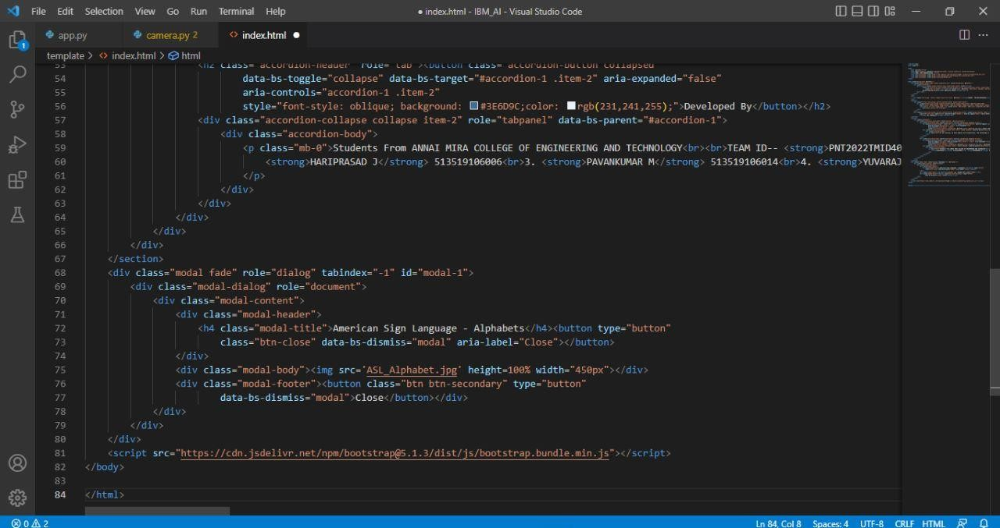 File Edit Selection View Go Run Terminal Help ● index.html - IBM_AI - Visual Studio Code
app.py camera.py 2 index.html ●
template > index.html > html
1
53 <h2 class="accordion-header" role="tab"><button class="accordion-button collapsed"
54 data-bs-toggle="collapse" data-bs-target="#accordion-1 .item-2" aria-expanded="false"
55 aria-controls="accordion-1 .item-2"
56 style="font-style: oblique; background: #3E6D9C;color: rgb(231,241,255);">Developed By</button></h2>
57 <div class="accordion-collapse collapse item-2" role="tabpanel" data-bs-parent="#accordion-1">
58 <div class="accordion-body">
59 <p class="mb-0">Students From ANNAI MIRA COLLEGE OF ENGINEERING AND TECHNOLOGY<br><br>TEAM ID-- <strong>PNT2022TMID40
60 <strong>HARIPRASAD J</strong> 513519106006<br>3. <strong>PAVANKUMAR M</strong> 513519106014<br>4. <strong>YUVARAJ
61 </p>
62 </div>
63 </div>
64 </div>
65 </div>
66 </div>
67 </section>
68 <div class="modal fade" role="dialog" tabindex="-1" id="modal-1">
69 <div class="modal-dialog" role="document">
70 <div class="modal-content">
71 <div class="modal-header">
72 <h4 class="modal-title">American Sign Language - Alphabets</h4><button type="button"
73 class="btn-close" data-bs-dismiss="modal" aria-label="Close"></button>
74 </div>
75 <div class="modal-body"><img src='ASL_Alphabet.jpg' height=100% width="450px"></div>
76 <div class="modal-footer"><button class="btn btn-secondary" type="button"
77 data-bs-dismiss="modal">Close</button></div>
78 </div>
79 </div>
80 </div>
81 <script src="https://cdn.jsdelivr.net/npm/bootstrap@5.1.3/dist/js/bootstrap.bundle.min.js"></script>
82 </body>
83
84 </html>
0 2 Ln 84, Col 8 Spaces: 4 UTF-8 CRLF HTML